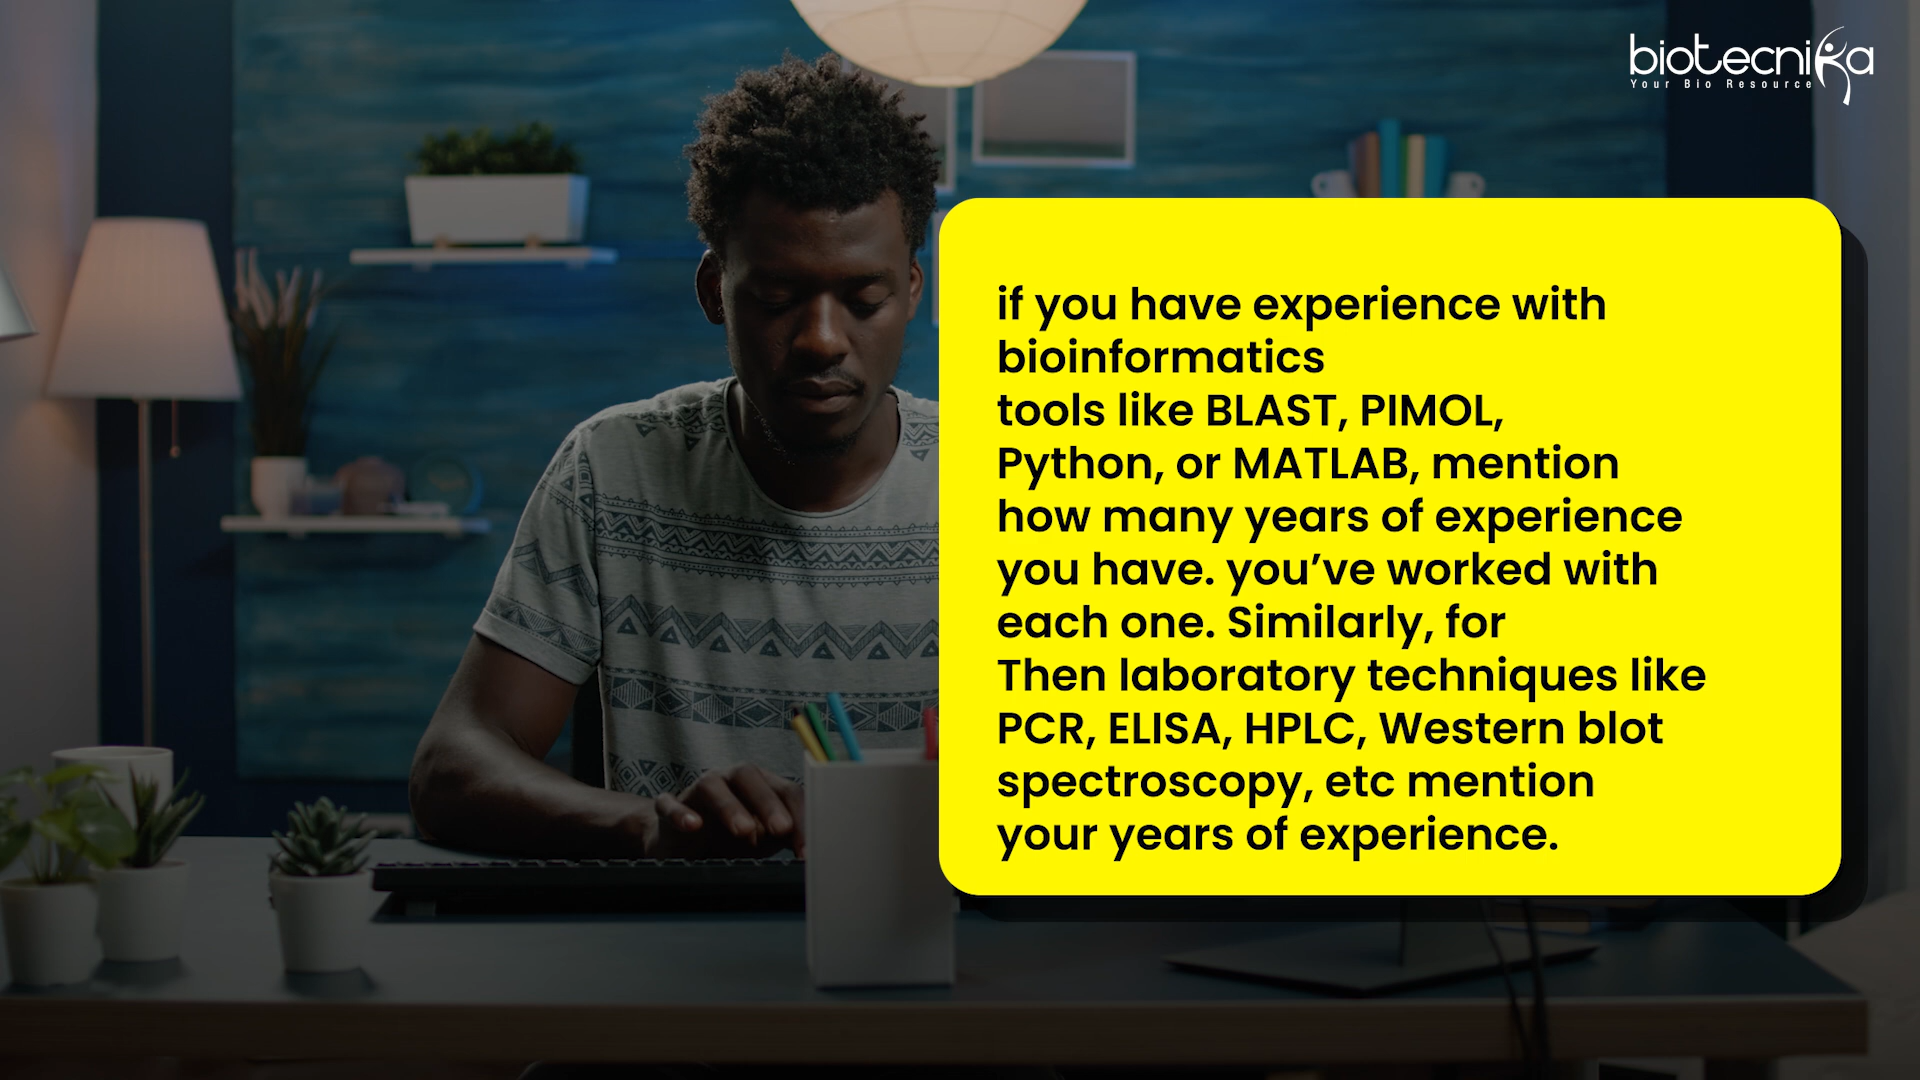 biotecnika
Your Bio Resource
if you have experience with
bioinformatics
tools like BLAST, PIMOL,
Python, or MATLAB, mention
how many years of experience
you have. you’ve worked with
each one. Similarly, for
Then laboratory techniques like
PCR, ELISA, HPLC, Western blot
spectroscopy, etc mention
your years of experience.